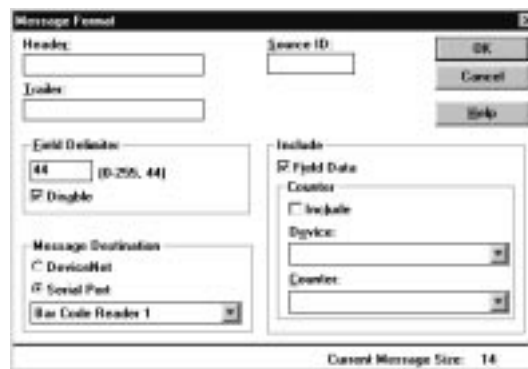 Message Format
Header:
Source ID:
OK
Cancel
Trailer:
Help
Field Delimiter
44 (0-255, 44)
Disable
Include
Field Data
Counter
Include
Device:
Counter:
Message Destination
DeviceNet
Serial Port
Bar Code Reader 1
Current Message Size: 14